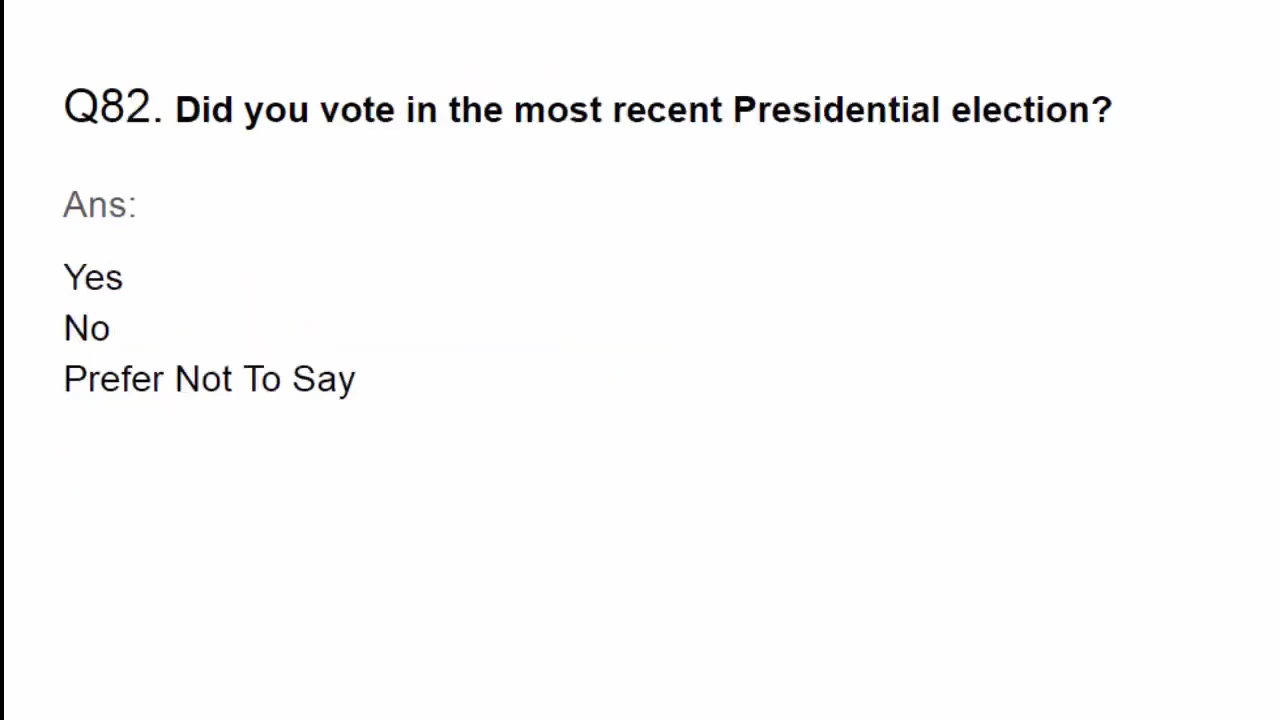 Q82. Did you vote in the most recent Presidential election?
Ans:
Yes
No
Prefer Not To Say